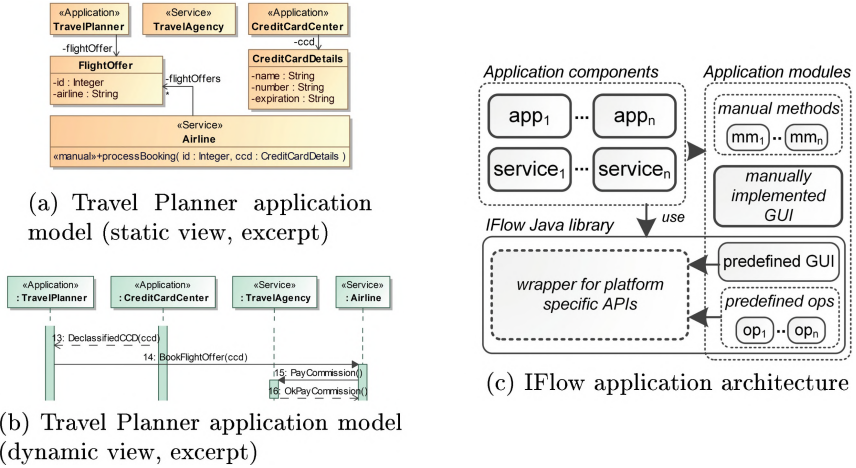 «Application»
TravelPlanner
«Service»
TravelAgency
«Application»
CreditCardCenter
-flightOffer
-ccd
FlightOffer
-id : Integer
-airline : String
-flightOffers
*
CreditCardDetails
-name : String
-number : String
-expiration : String
«Service»
Airline
«manual»+processBooking( id : Integer, ccd : CreditCardDetails )
(a) Travel Planner application
model (static view, excerpt)
«Application»
: TravelPlanner
«Application»
: CreditCardCenter
«Service»
: TravelAgency
«Service»
: Airline
13: DeclassifiedCCD(ccd)
14: BookFlightOffer(ccd)
15: PayCommission()
16: OkPayCommission()
(b) Travel Planner application model
(dynamic view, excerpt)
Application components
app1 ... appn
service1 ... servicen
Application modules
manual methods
mm1 .. mmn
manually
implemented
GUI
use
IFlow Java library
wrapper for platform
specific APIs
predefined GUI
predefined ops
op1 .. opn
(c) IFlow application architecture